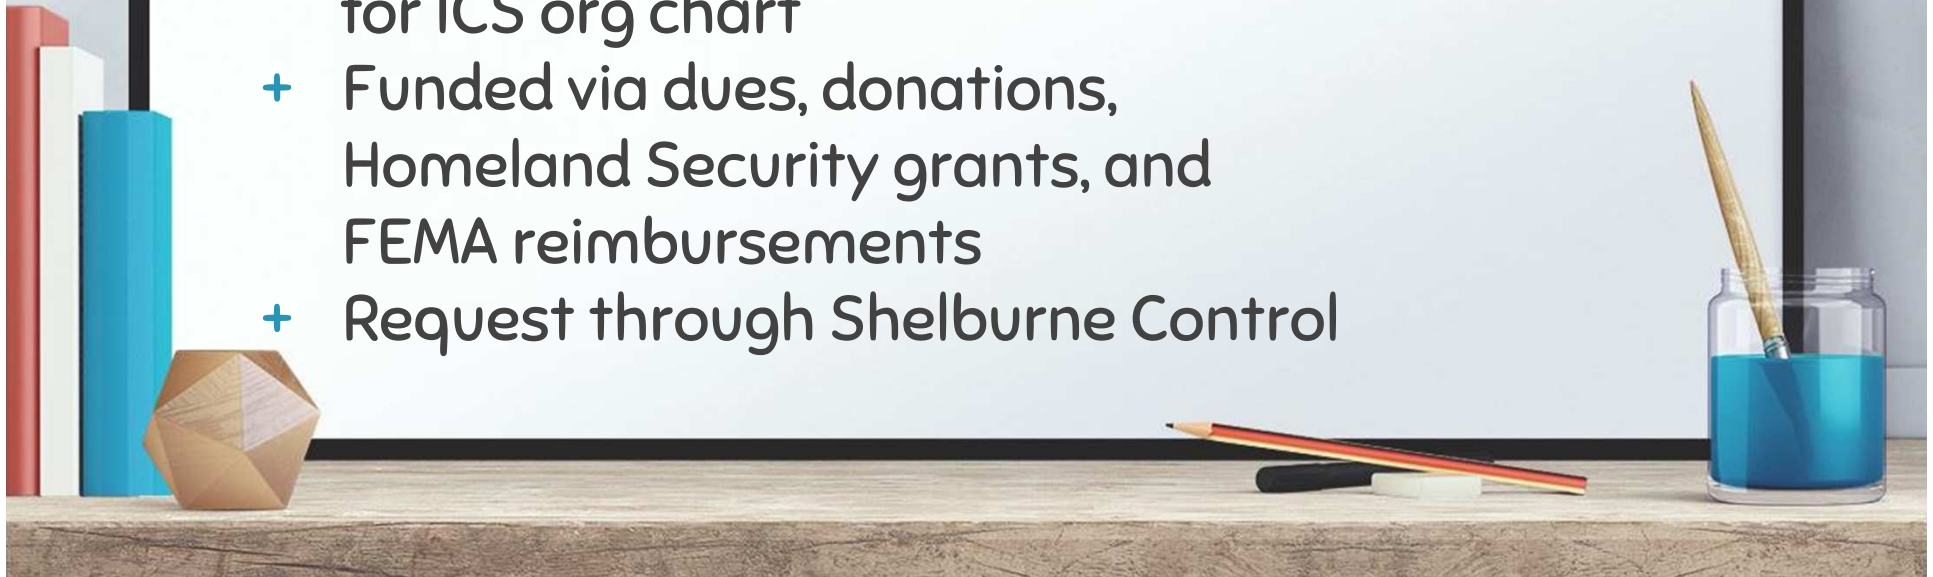 for ICS org chart
+ Funded via dues, donations,
Homeland Security grants, and
FEMA reimbursements
+ Request through Shelburne Control